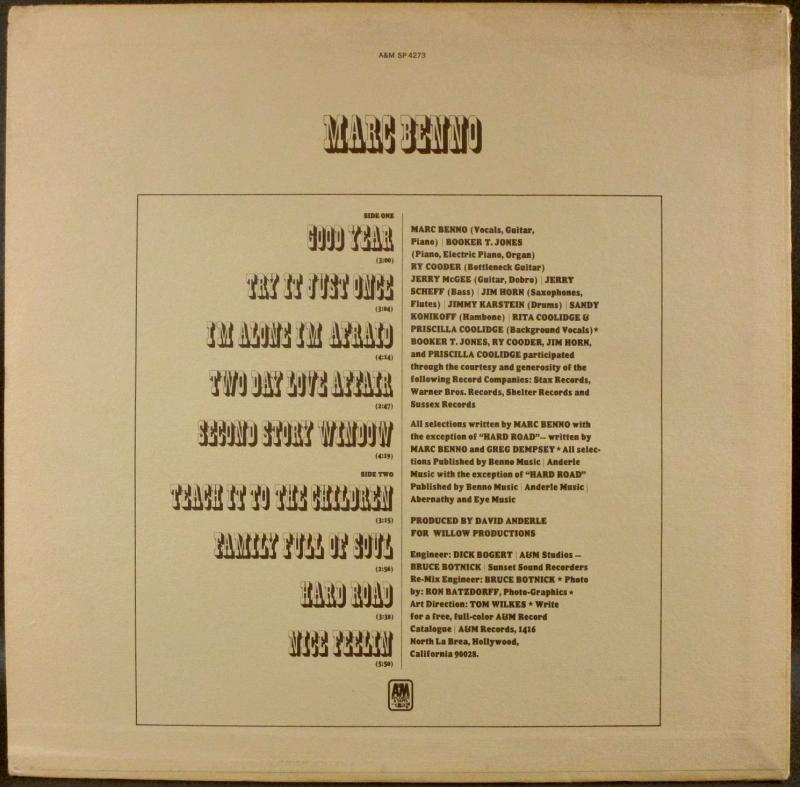 A&M SP 4273
MARC BENNO
SIDE ONE
GOOD YEAR
(3:00)
TRY IT JUST ONCE
(3:04)
I'M ALONE I'M AFRAID
(4:14)
TWO DAY LOVE AFFAIR
(2:47)
SECOND STORY WINDOW
(4:19)
SIDE TWO
TEACH IT TO THE CHILDREN
(3:15)
FAMILY FULL OF SOUL
(2:56)
HARD ROAD
(3:32)
NICE FEELIN
(5:50)
MARC BENNO (Vocals, Guitar,
Piano) | BOOKER T. JONES
(Piano, Electric Piano, Organ)
RY COODER (Bottleneck Guitar)
JERRY McGEE (Guitar, Dobro) | JERRY
SCHEFF (Bass) | JIM HORN (Saxophones,
Flutes) | JIMMY KARSTEIN (Drums) | SANDY
KONIKOFF (Hambone) | RITA COOLIDGE &
PRISCILLA COOLIDGE (Background Vocals)★
BOOKER T. JONES, RY COODER, JIM HORN,
and PRISCILLA COOLIDGE participated
through the courtesy and generosity of the
following Record Companies: Stax Records,
Warner Bros. Records, Shelter Records and
Sussex Records
All selections written by MARC BENNO with
the exception of "HARD ROAD"— written by
MARC BENNO and GREG DEMPSEY ★ All selec-
tions Published by Benno Music | Anderle
Music with the exception of "HARD ROAD"
Published by Benno Music | Anderle Music |
Abernathy and Eye Music
PRODUCED BY DAVID ANDERLE
FOR WILLOW PRODUCTIONS
Engineer: DICK BOGERT | A&M Studios —
BRUCE BOTNICK | Sunset Sound Recorders
Re-Mix Engineer: BRUCE BOTNICK ★ Photo
by: RON BATZDORFF, Photo-Graphics ★
Art Direction: TOM WILKES ★ Write
for a free, full-color A&M Record
Catalogue | A&M Records, 1416
North La Brea, Hollywood,
California 90028.
A&M